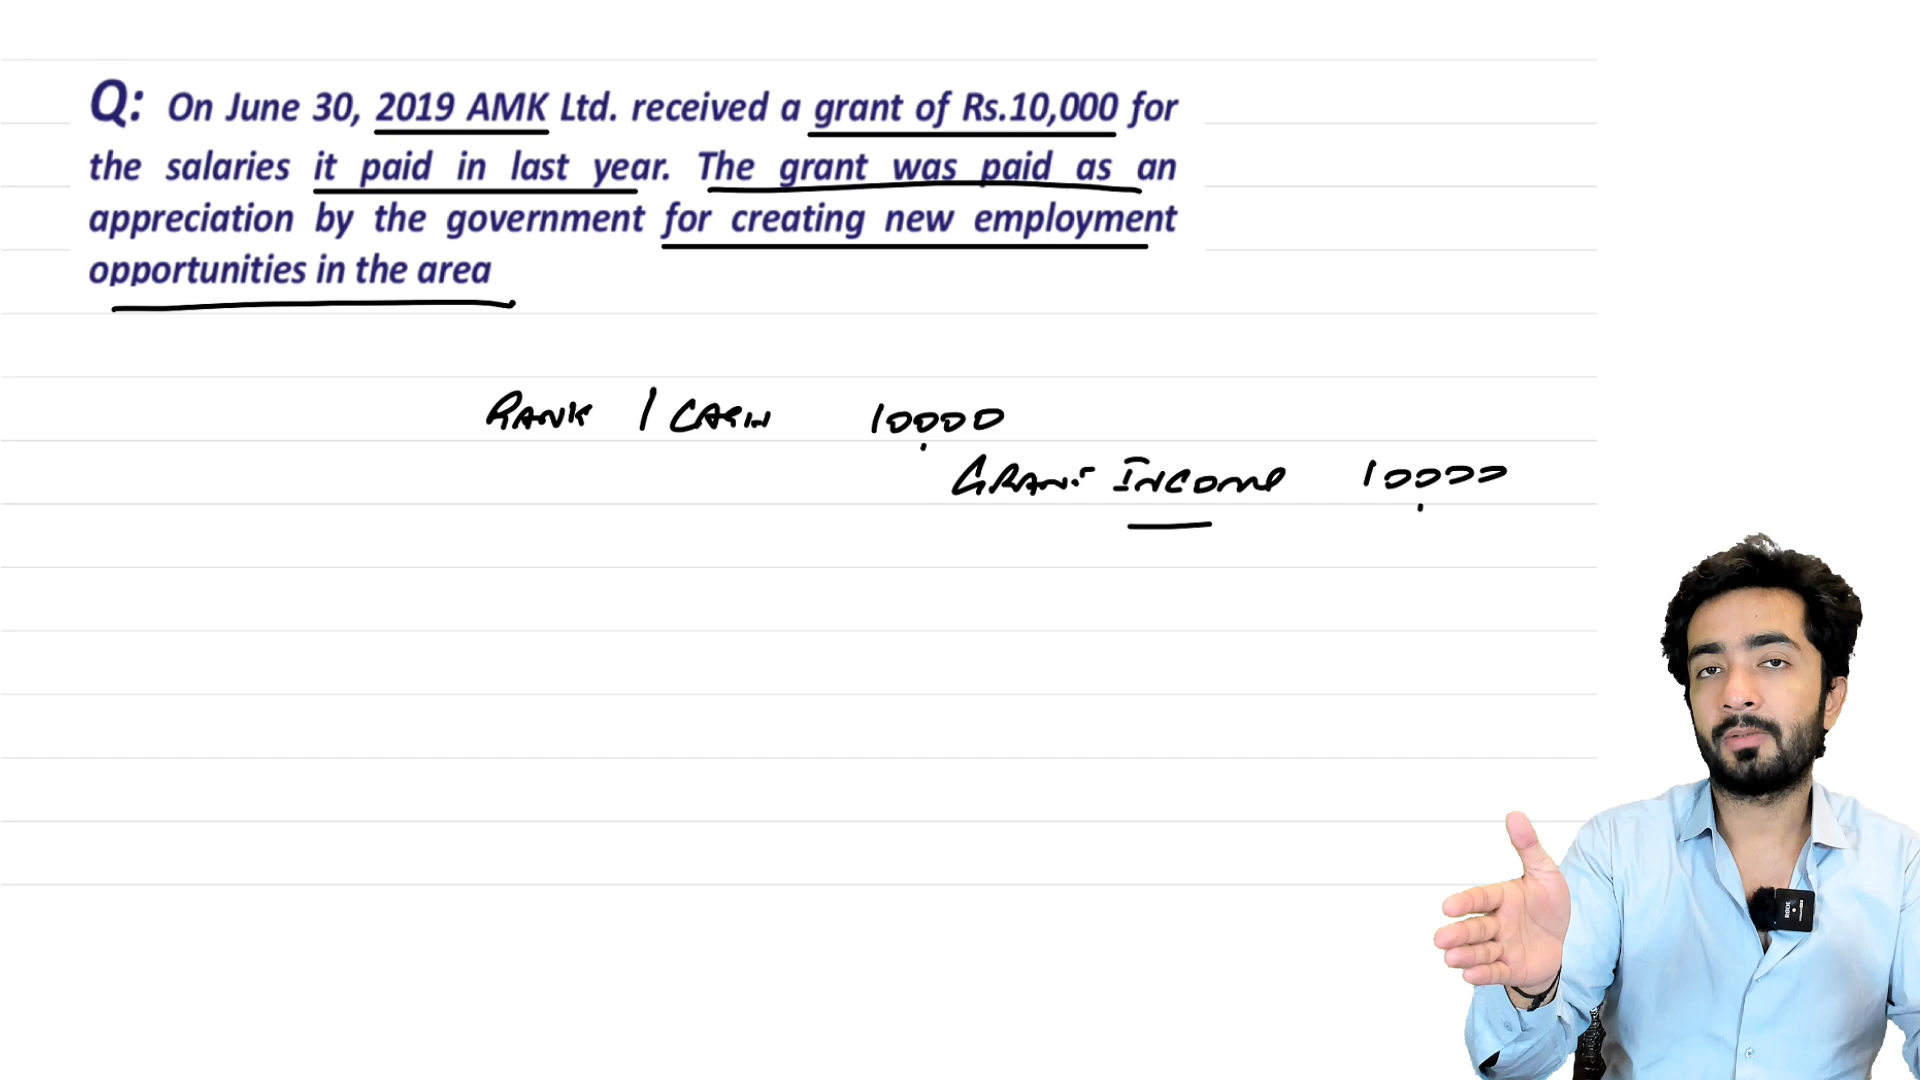 Q: On June 30, 2019 AMK Ltd. received a grant of Rs.10,000 for
the salaries it paid in last year. The grant was paid as an
appreciation by the government for creating new employment
opportunities in the area
BANK / CASH 10000
GRANT INCOME 10000
RØDE